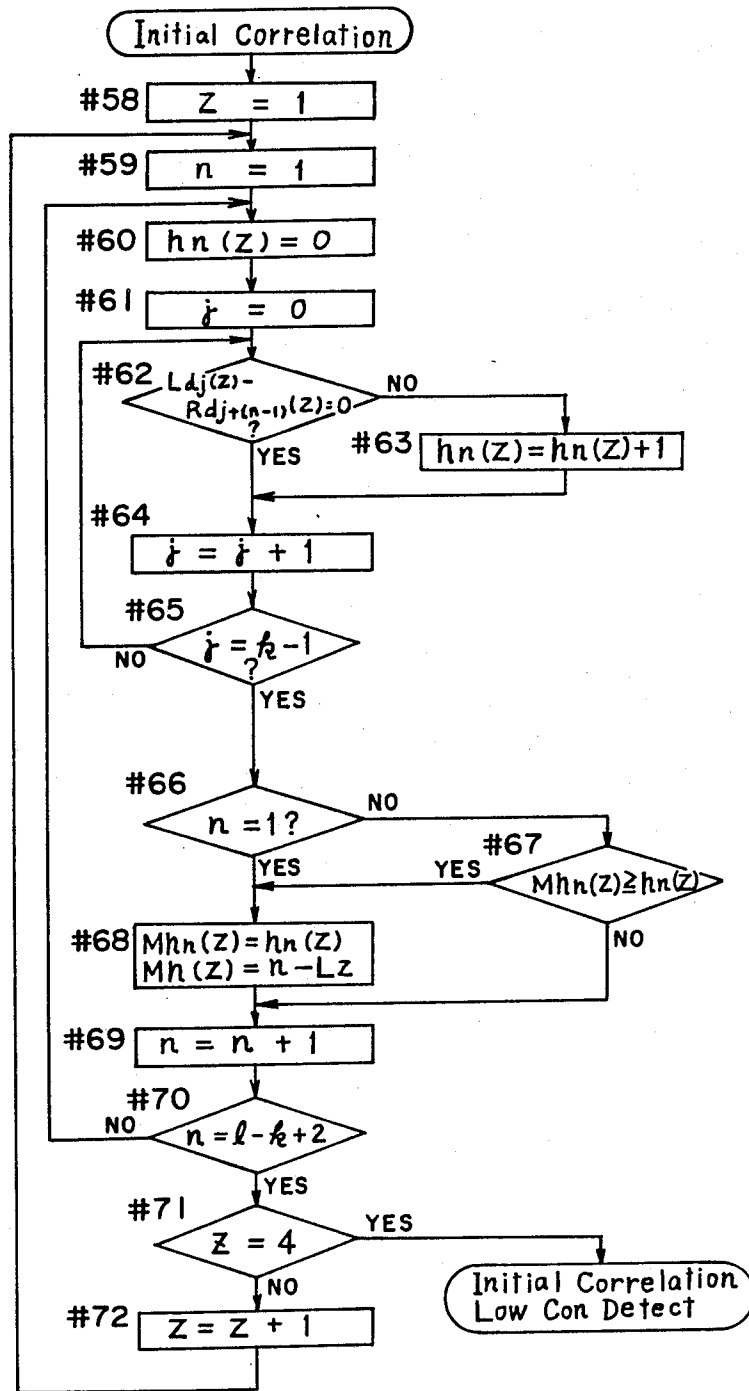 Initial Correlation
#58
Z = 1
#59
n = 1
#60
hn(Z) = 0
#61
j = 0
#62
Ldj(Z)-
Rdj+(n-1)(Z)=0
?
NO
YES
#63
hn(Z)=hn(Z)+1
#64
j = j + 1
#65
j = k-1
?
NO
YES
#66
n = 1?
NO
YES
#67
Mhn(Z)≧hn(Z)
YES
NO
#68
Mhn(Z)=hn(Z)
Mh(Z)=n-Lz
#69
n = n + 1
#70
n = l-k+2
NO
YES
#71
Z = 4
YES
NO
Initial Correlation
Low Con Detect
#72
Z = Z + 1